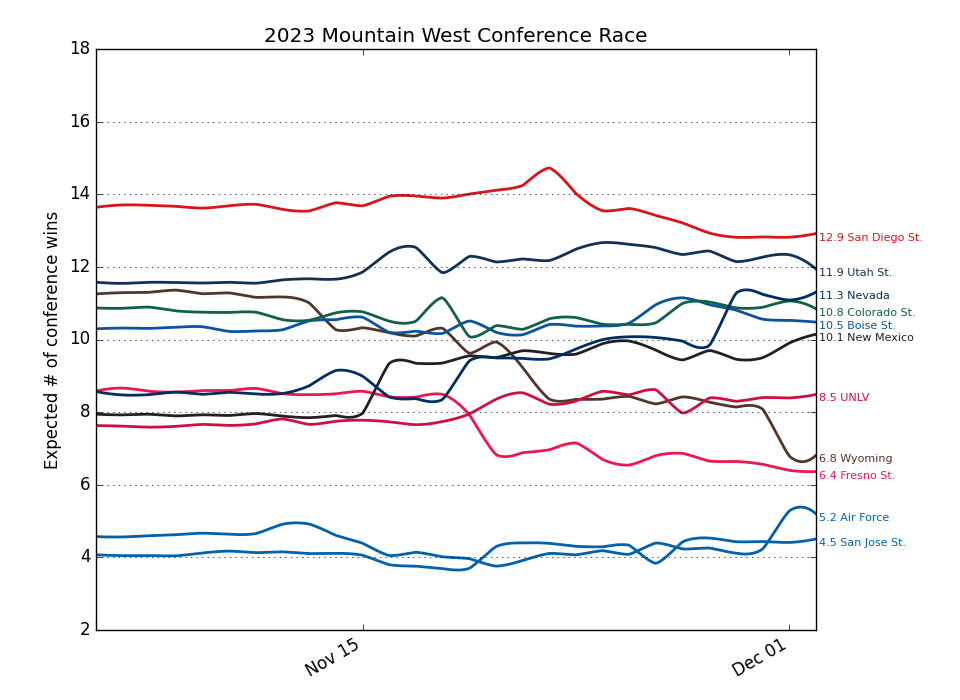 2023 Mountain West Conference Race
Expected # of conference wins
18
16
14
12
10
8
6
4
2
12.9 San Diego St.
11.9 Utah St.
11.3 Nevada
10.8 Colorado St.
10.5 Boise St.
10.1 New Mexico
8.5 UNLV
6.8 Wyoming
6.4 Fresno St.
5.2 Air Force
4.5 San Jose St.
Nov 15
Dec 01